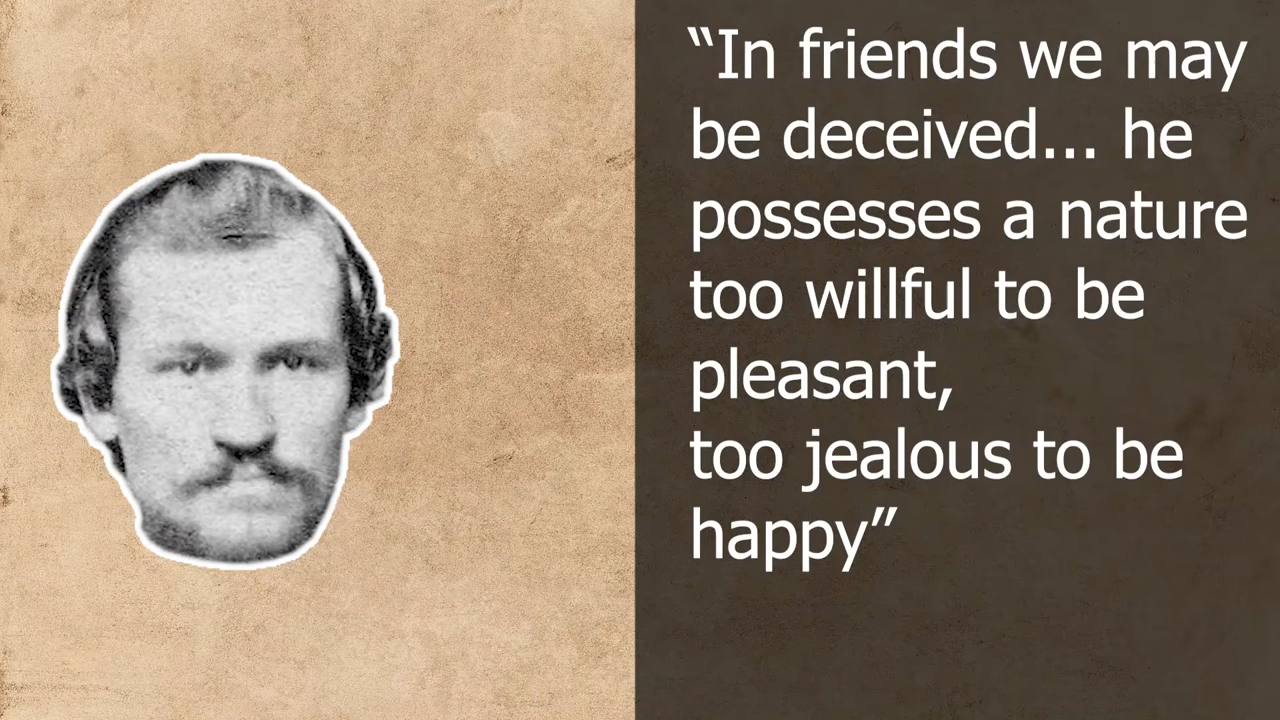 “In friends we may
be deceived... he
possesses a nature
too willful to be
pleasant,
too jealous to be
happy”